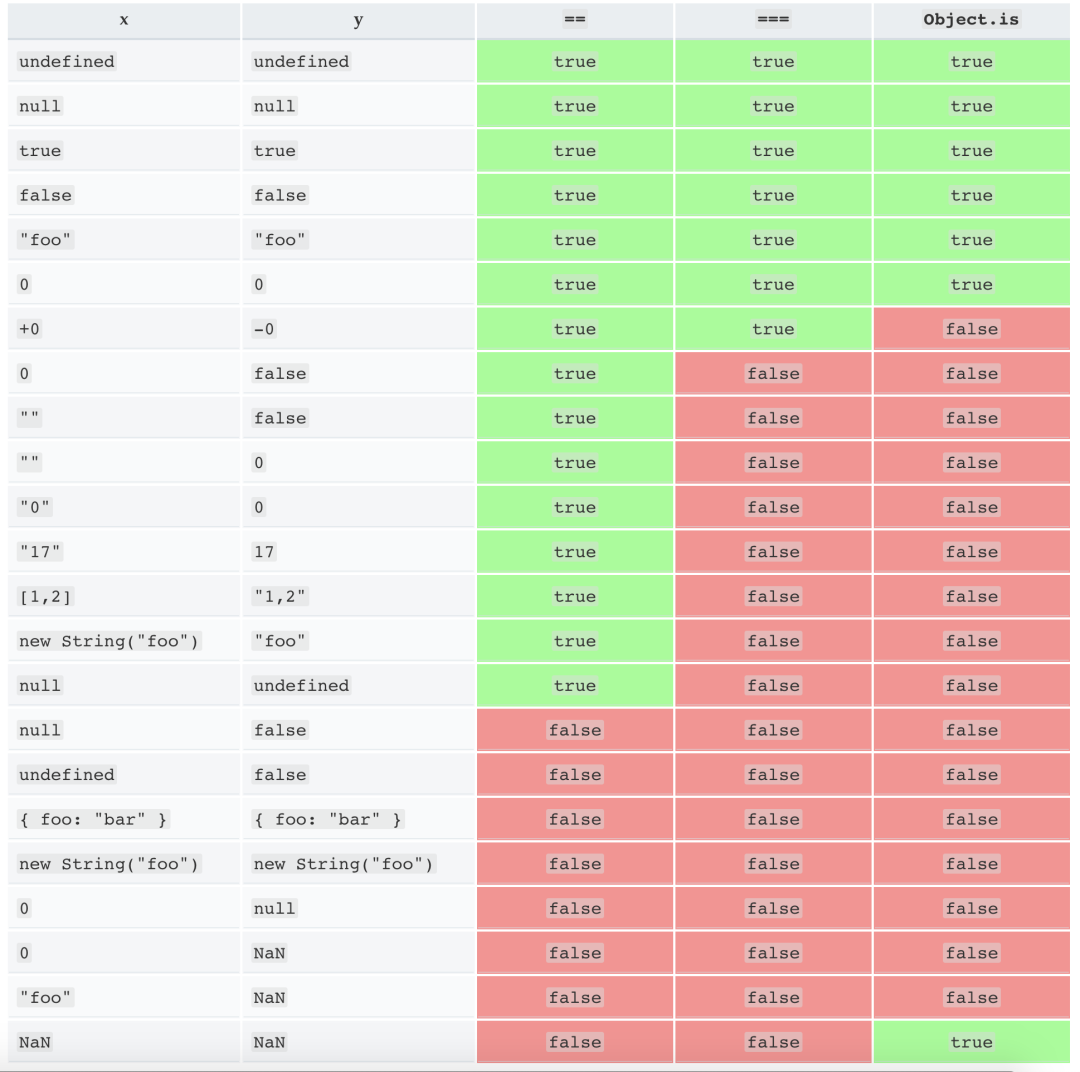 x y == === Object.is
undefined undefined true true true
null null true true true
true true true true true
false false true true true
"foo" "foo" true true true
0 0 true true true
+0 -0 true true false
0 false true false false
"" false true false false
"" 0 true false false
"0" 0 true false false
"17" 17 true false false
[1,2] "1,2" true false false
new String("foo") "foo" true false false
null undefined true false false
null false false false false
undefined false false false false
{ foo: "bar" } { foo: "bar" } false false false
new String("foo") new String("foo") false false false
0 null false false false
0 NaN false false false
"foo" NaN false false false
NaN NaN false false true